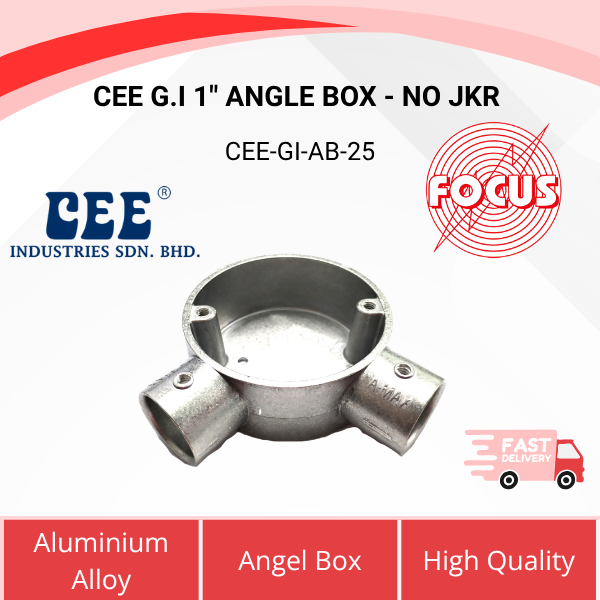 CEE G.I 1" ANGLE BOX - NO JKR
CEE-GI-AB-25
FOCUS
CEE®
INDUSTRIES SDN. BHD.
A-MAX
FAST
DELIVERY
Aluminium
Alloy
Angel Box
High Quality